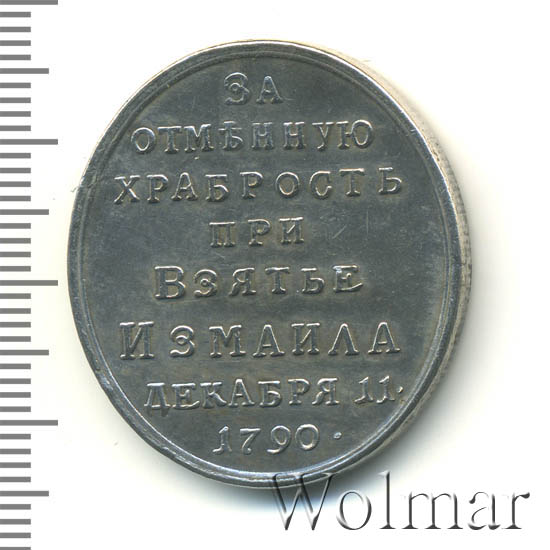 ЗА
ОТМѢННУЮ
ХРАБРОСТЬ
ПРИ
ВЗЯТЬЕ
ИЗМАИЛА
ДЕКАБРЯ 11.
1790.
Wolmar